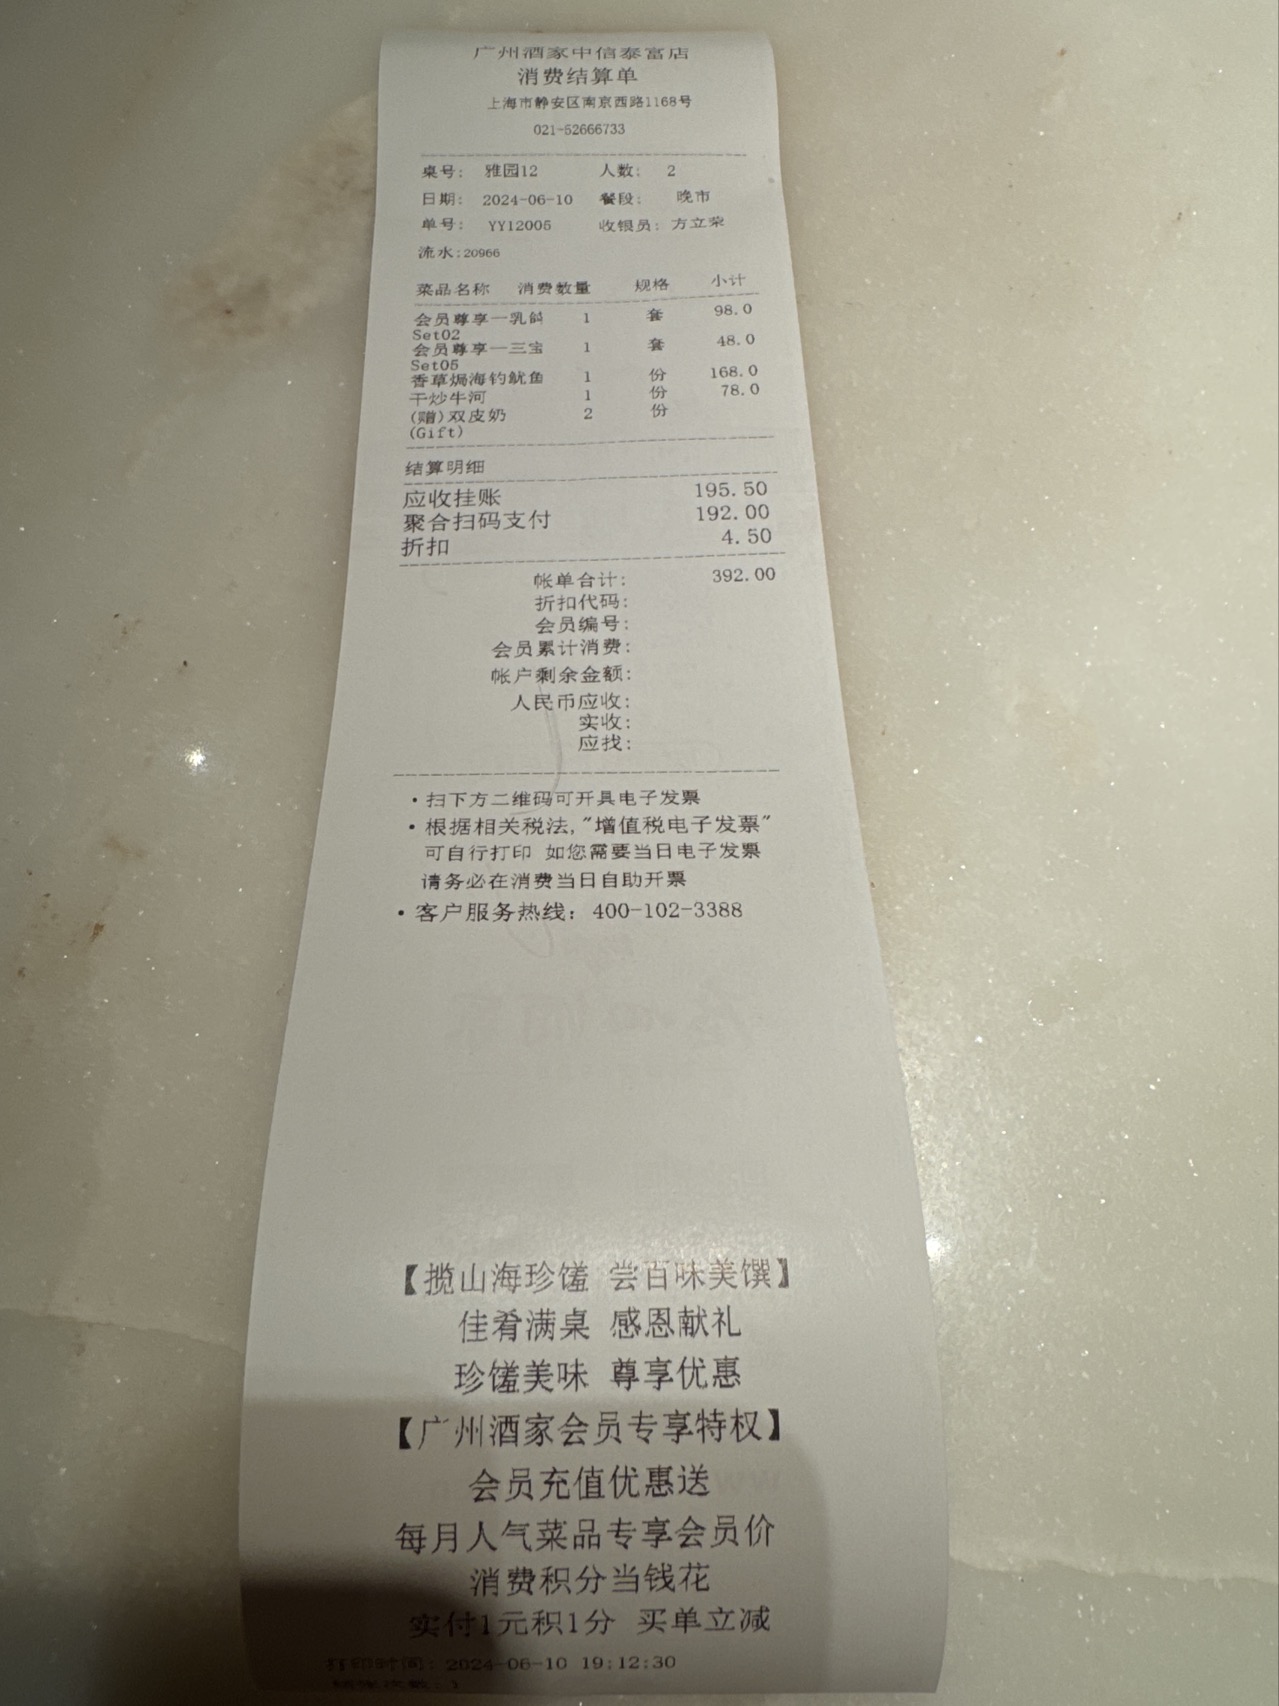 广州酒家中信泰富店
消费结算单
上海市静安区南京西路1168号
021-52666733
桌号: 雅园12 人数: 2
日期: 2024-06-10 餐段: 晚市
单号: YY12005 收银员: 方立荣
流水:20966
菜品名称 消费数量 规格 小计
会员尊享一乳鸽 1 套 98.0
Set02
会员尊享一三宝 1 套 48.0
Set05
香草焗海钓鱿鱼 1 份 168.0
干炒牛河 1 份 78.0
(赠)双皮奶 2 份
(Gift)
结算明细
应收挂账 195.50
聚合扫码支付 192.00
折扣 4.50
帐单合计: 392.00
折扣代码:
会员编号:
会员累计消费:
帐户剩余金额:
人民币应收:
实收:
应找:
·扫下方二维码可开具电子发票
·根据相关税法,"增值税电子发票"
可自行打印 如您需要当日电子发票
请务必在消费当日自助开票
·客户服务热线: 400-102-3388
【揽山海珍馐 尝百味美馔】
佳肴满桌 感恩献礼
珍馐美味 尊享优惠
【广州酒家会员专享特权】
会员充值优惠送
每月人气菜品专享会员价
消费积分当钱花
实付1元积1分 买单立减
打印时间: 2024-06-10 19:12:30